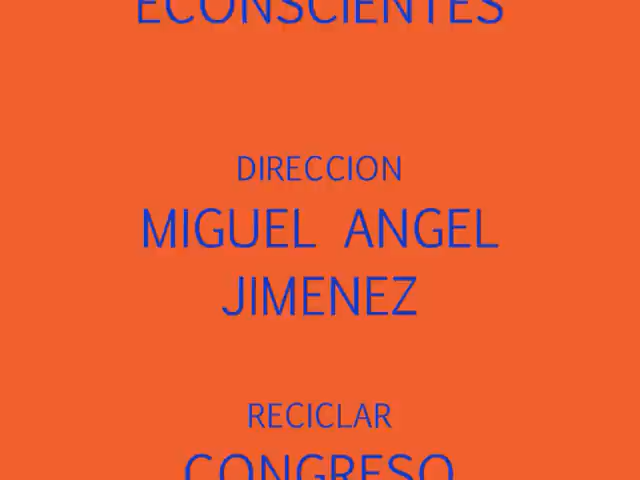 ECONSCIENTES
DIRECCION
MIGUEL ANGEL
JIMENEZ
RECICLAR
CONGRESO